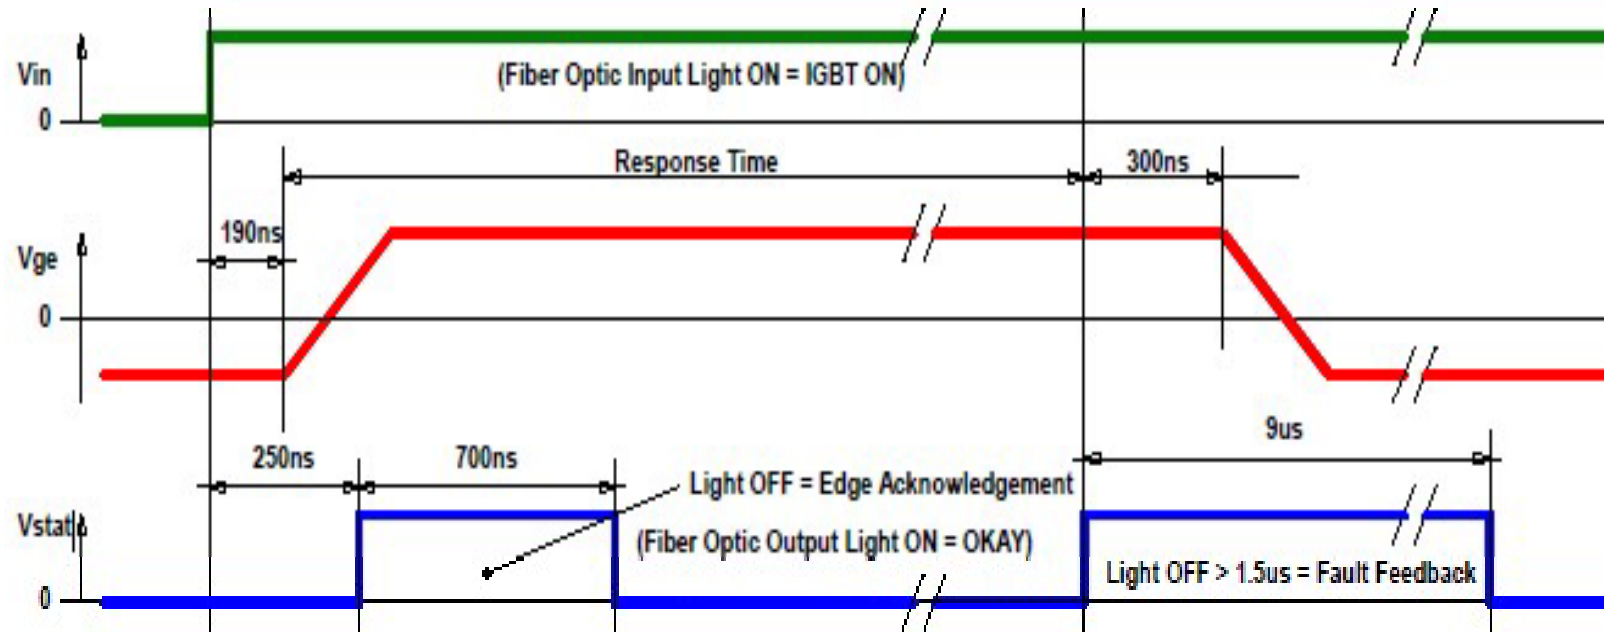 Vin
(Fiber Optic Input Light ON = IGBT ON)
0
Response Time
300ns
190ns
Vge
0
9us
250ns
700ns
Light OFF = Edge Acknowledgement
Vstat
(Fiber Optic Output Light ON = OKAY)
Light OFF > 1.5us = Fault Feedback
0